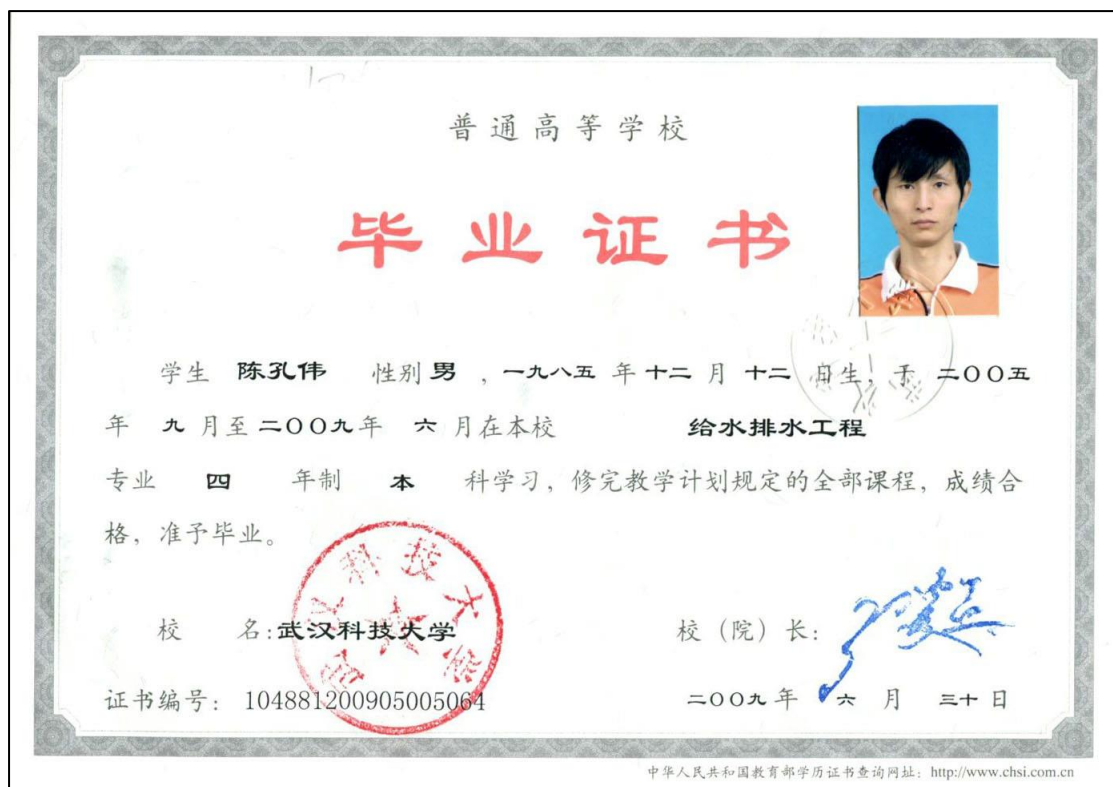 普通高等学校
毕业证书
学生 陈孔伟 性别 男 , 一九八五 年 十二 月 十二 日生, 于 二〇〇五
年 九 月至 二〇〇九年 六 月在本校 给水排水工程
专业 四 年制 本 科学习, 修完教学计划规定的全部课程, 成绩合
格, 准予毕业。
武汉科技大学
校 名: 武汉科技大学 校（院）长:
证书编号: 104881200905005064 二〇〇九 年 六 月 三十 日
中华人民共和国教育部学历证书查询网址: http://www.chsi.com.cn